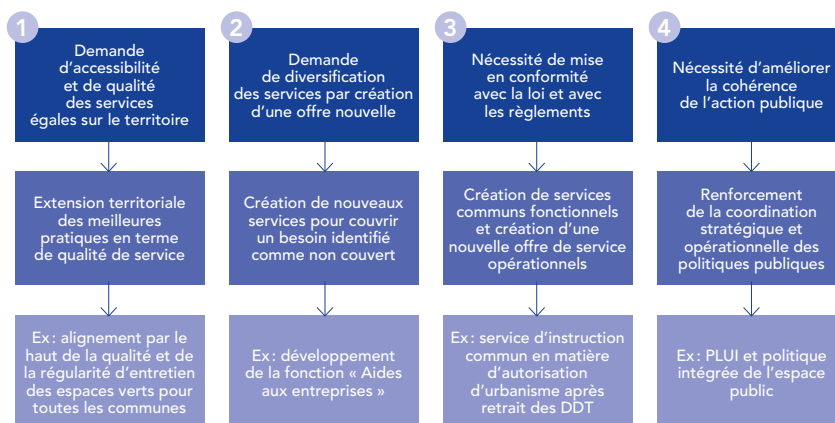 1
Demande
d'accessibilité
et de qualité
des services
égales sur le territoire
Extension territoriale
des meilleures
pratiques en terme
de qualité de service
Ex : alignement par le
haut de la qualité et de
la régularité d'entretien
des espaces verts pour
toutes les communes
2
Demande
de diversification
des services par création
d'une offre nouvelle
Création de nouveaux
services pour couvrir
un besoin identifié
comme non couvert
Ex : développement
de la fonction « Aides
aux entreprises »
3
Nécessité de mise
en conformité
avec la loi et avec
les règlements
Création de services
communs fonctionnels
et création d'une
nouvelle offre de service
opérationnels
Ex : service d'instruction
commun en matière
d'autorisation
d'urbanisme après
retrait des DDT
4
Nécessité d'améliorer
la cohérence
de l'action publique
Renforcement
de la coordination
stratégique et
opérationnelle des
politiques publiques
Ex : PLUI et politique
intégrée de l'espace
public